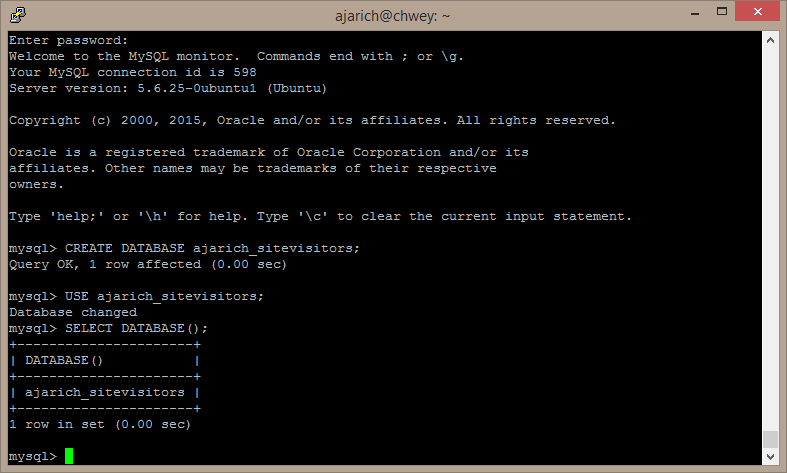 ajarich@chwey: ~
Enter password:
Welcome to the MySQL monitor.  Commands end with ; or \g.
Your MySQL connection id is 598
Server version: 5.6.25-0ubuntu1 (Ubuntu)
Copyright (c) 2000, 2015, Oracle and/or its affiliates. All rights reserved.
Oracle is a registered trademark of Oracle Corporation and/or its
affiliates. Other names may be trademarks of their respective
owners.
Type 'help;' or '\h' for help. Type '\c' to clear the current input statement.
mysql> CREATE DATABASE ajarich_sitevisitors;
Query OK, 1 row affected (0.00 sec)
mysql> USE ajarich_sitevisitors;
Database changed
mysql> SELECT DATABASE();
+----------------------+
| DATABASE()           |
+----------------------+
| ajarich_sitevisitors |
+----------------------+
1 row in set (0.00 sec)
mysql>